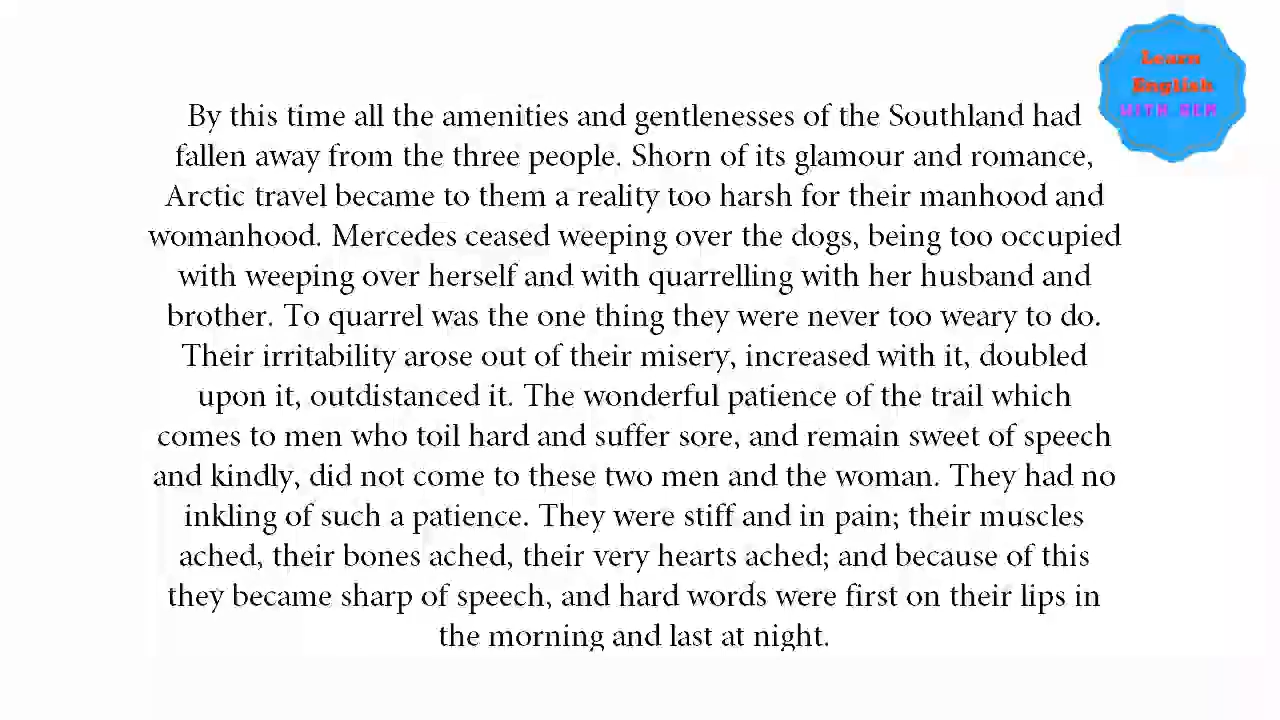 Learn
English
By this time all the amenities and gentlenesses of the Southland had
fallen away from the three people. Shorn of its glamour and romance,
Arctic travel became to them a reality too harsh for their manhood and
womanhood. Mercedes ceased weeping over the dogs, being too occupied
with weeping over herself and with quarrelling with her husband and
brother. To quarrel was the one thing they were never too weary to do.
Their irritability arose out of their misery, increased with it, doubled
upon it, outdistanced it. The wonderful patience of the trail which
comes to men who toil hard and suffer sore, and remain sweet of speech
and kindly, did not come to these two men and the woman. They had no
inkling of such a patience. They were stiff and in pain; their muscles
ached, their bones ached, their very hearts ached; and because of this
they became sharp of speech, and hard words were first on their lips in
the morning and last at night.